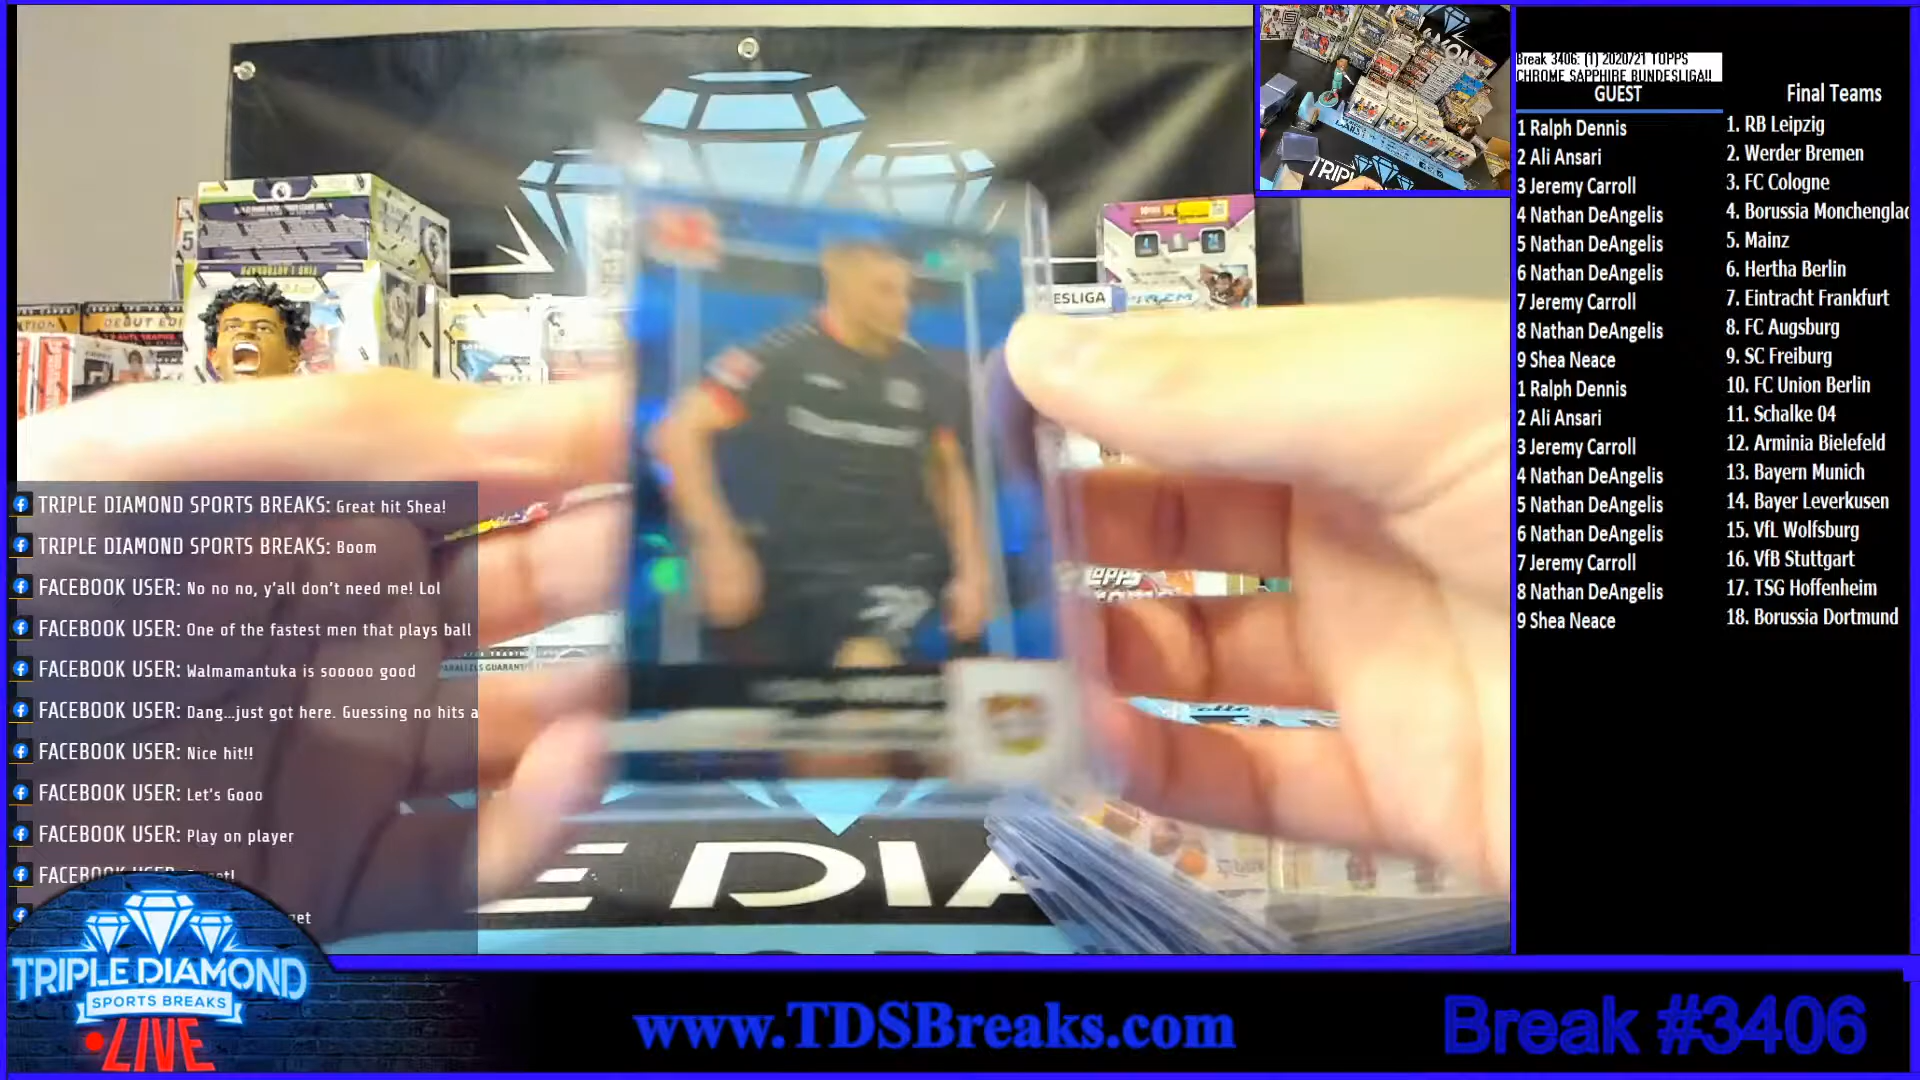 Break 3406: (1) 2020/21 TOPPS
CHROME SAPPHIRE BUNDESLIGA!!
GUEST
1 Ralph Dennis
2 Ali Ansari
3 Jeremy Carroll
4 Nathan DeAngelis
5 Nathan DeAngelis
6 Nathan DeAngelis
7 Jeremy Carroll
8 Nathan DeAngelis
9 Shea Neace
1 Ralph Dennis
2 Ali Ansari
3 Jeremy Carroll
4 Nathan DeAngelis
5 Nathan DeAngelis
6 Nathan DeAngelis
7 Jeremy Carroll
8 Nathan DeAngelis
9 Shea Neace
Final Teams
1. RB Leipzig
2. Werder Bremen
3. FC Cologne
4. Borussia Monchenglad
5. Mainz
6. Hertha Berlin
7. Eintracht Frankfurt
8. FC Augsburg
9. SC Freiburg
10. FC Union Berlin
11. Schalke 04
12. Arminia Bielefeld
13. Bayern Munich
14. Bayer Leverkusen
15. VfL Wolfsburg
16. VfB Stuttgart
17. TSG Hoffenheim
18. Borussia Dortmund
ESLIGA
TRIPLE DIAMOND SPORTS BREAKS: Great hit Shea!
TRIPLE DIAMOND SPORTS BREAKS: Boom
FACEBOOK USER: No no no, y'all don't need me! Lol
FACEBOOK USER: One of the fastest men that plays ball
FACEBOOK USER: Walmamantuka is sooooo good
FACEBOOK USER: Dang...just got here. Guessing no hits a
FACEBOOK USER: Nice hit!!
FACEBOOK USER: Let's Gooo
FACEBOOK USER: Play on player
TOPPS
E DIA
TRIPLE DIAMOND
SPORTS BREAKS
LIVE
www.TDSBreaks.com
Break #3406